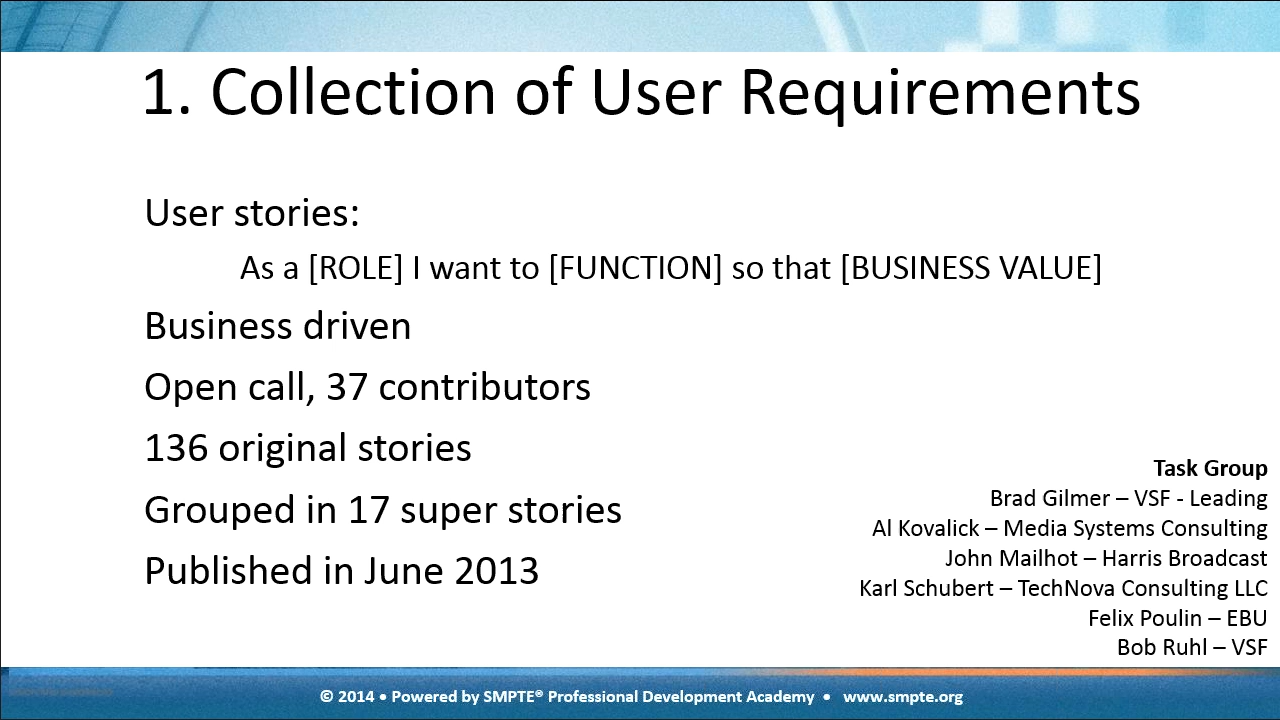 1. Collection of User Requirements
User stories:
As a [ROLE] I want to [FUNCTION] so that [BUSINESS VALUE]
Business driven
Open call, 37 contributors
136 original stories
Grouped in 17 super stories
Published in June 2013
Task Group
Brad Gilmer – VSF - Leading
Al Kovalick – Media Systems Consulting
John Mailhot – Harris Broadcast
Karl Schubert – TechNova Consulting LLC
Felix Poulin – EBU
Bob Ruhl – VSF
© 2014 • Powered by SMPTE® Professional Development Academy • www.smpte.org